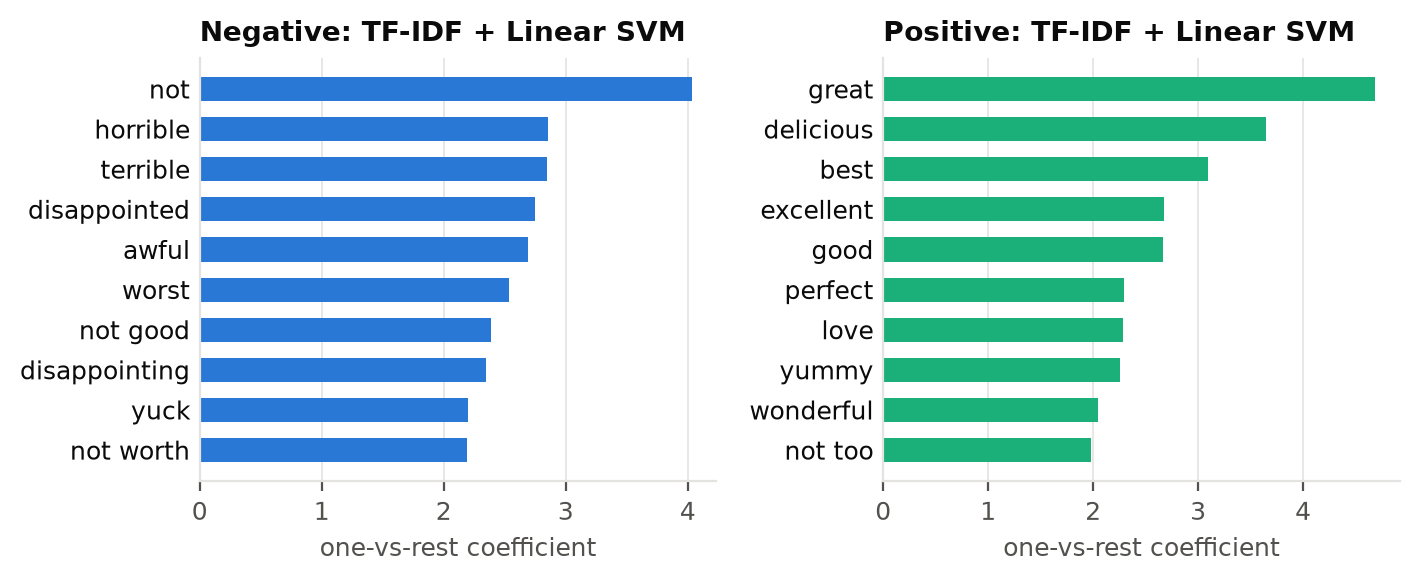 Negative: TF-IDF + Linear SVM
not
horrible
terrible
disappointed
awful
worst
not good
disappointing
yuck
not worth
0 1 2 3 4
one-vs-rest coefficient
Positive: TF-IDF + Linear SVM
great
delicious
best
excellent
good
perfect
love
yummy
wonderful
not too
0 1 2 3 4
one-vs-rest coefficient